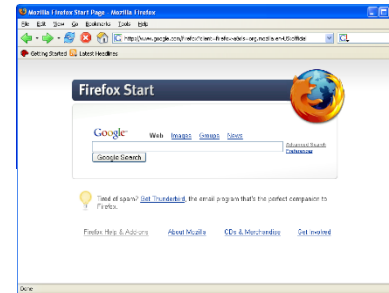 Mozilla Firefox Start Page - Mozilla Firefox
File Edit View Go Bookmarks Tools Help
Getting Started Latest Headlines
Firefox Start
Google
Web Images Groups News
Advanced Search
Preferences
Google Search
Tired of spam? Get Thunderbird, the email program that's the perfect companion to
Firefox.
Firefox Help & Add-ons About Mozilla CDs & Merchandise Get Involved
Done